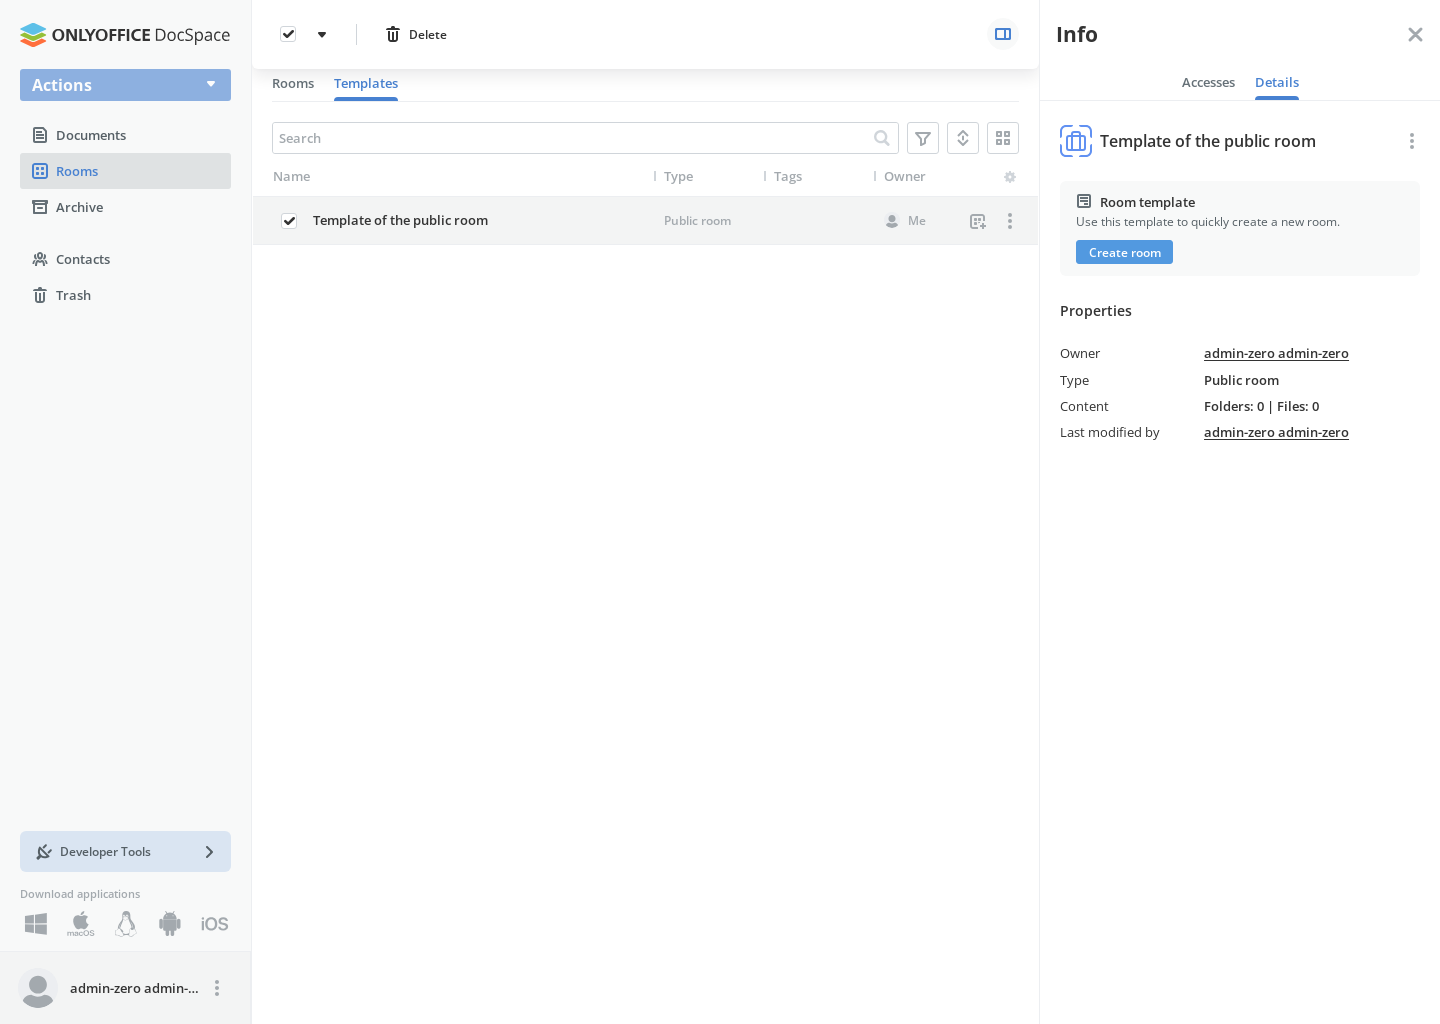 ONLYOFFICE DocSpace
Actions
Documents
Rooms
Archive
Contacts
Trash
Developer Tools
Download applications
macOS
iOS
admin-zero admin-...
Delete
Rooms
Templates
Search
Name
Type
Tags
Owner
Template of the public room
Public room
Me
Info
Accesses
Details
Template of the public room
Room template
Use this template to quickly create a new room.
Create room
Properties
Owner
admin-zero admin-zero
Type
Public room
Content
Folders: 0 | Files: 0
Last modified by
admin-zero admin-zero